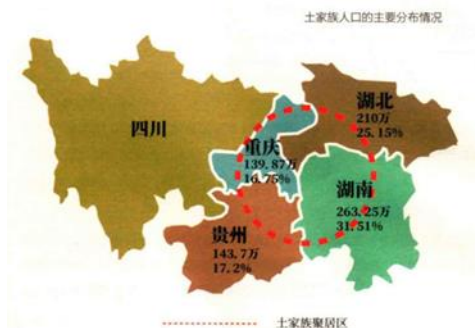 土家族人口的主要分布情况
四川
湖北
210万
25.15%
重庆
139.87万
16.75%
湖南
263.25万
31.51%
贵州
143.7万
17.2%
土家族聚居区